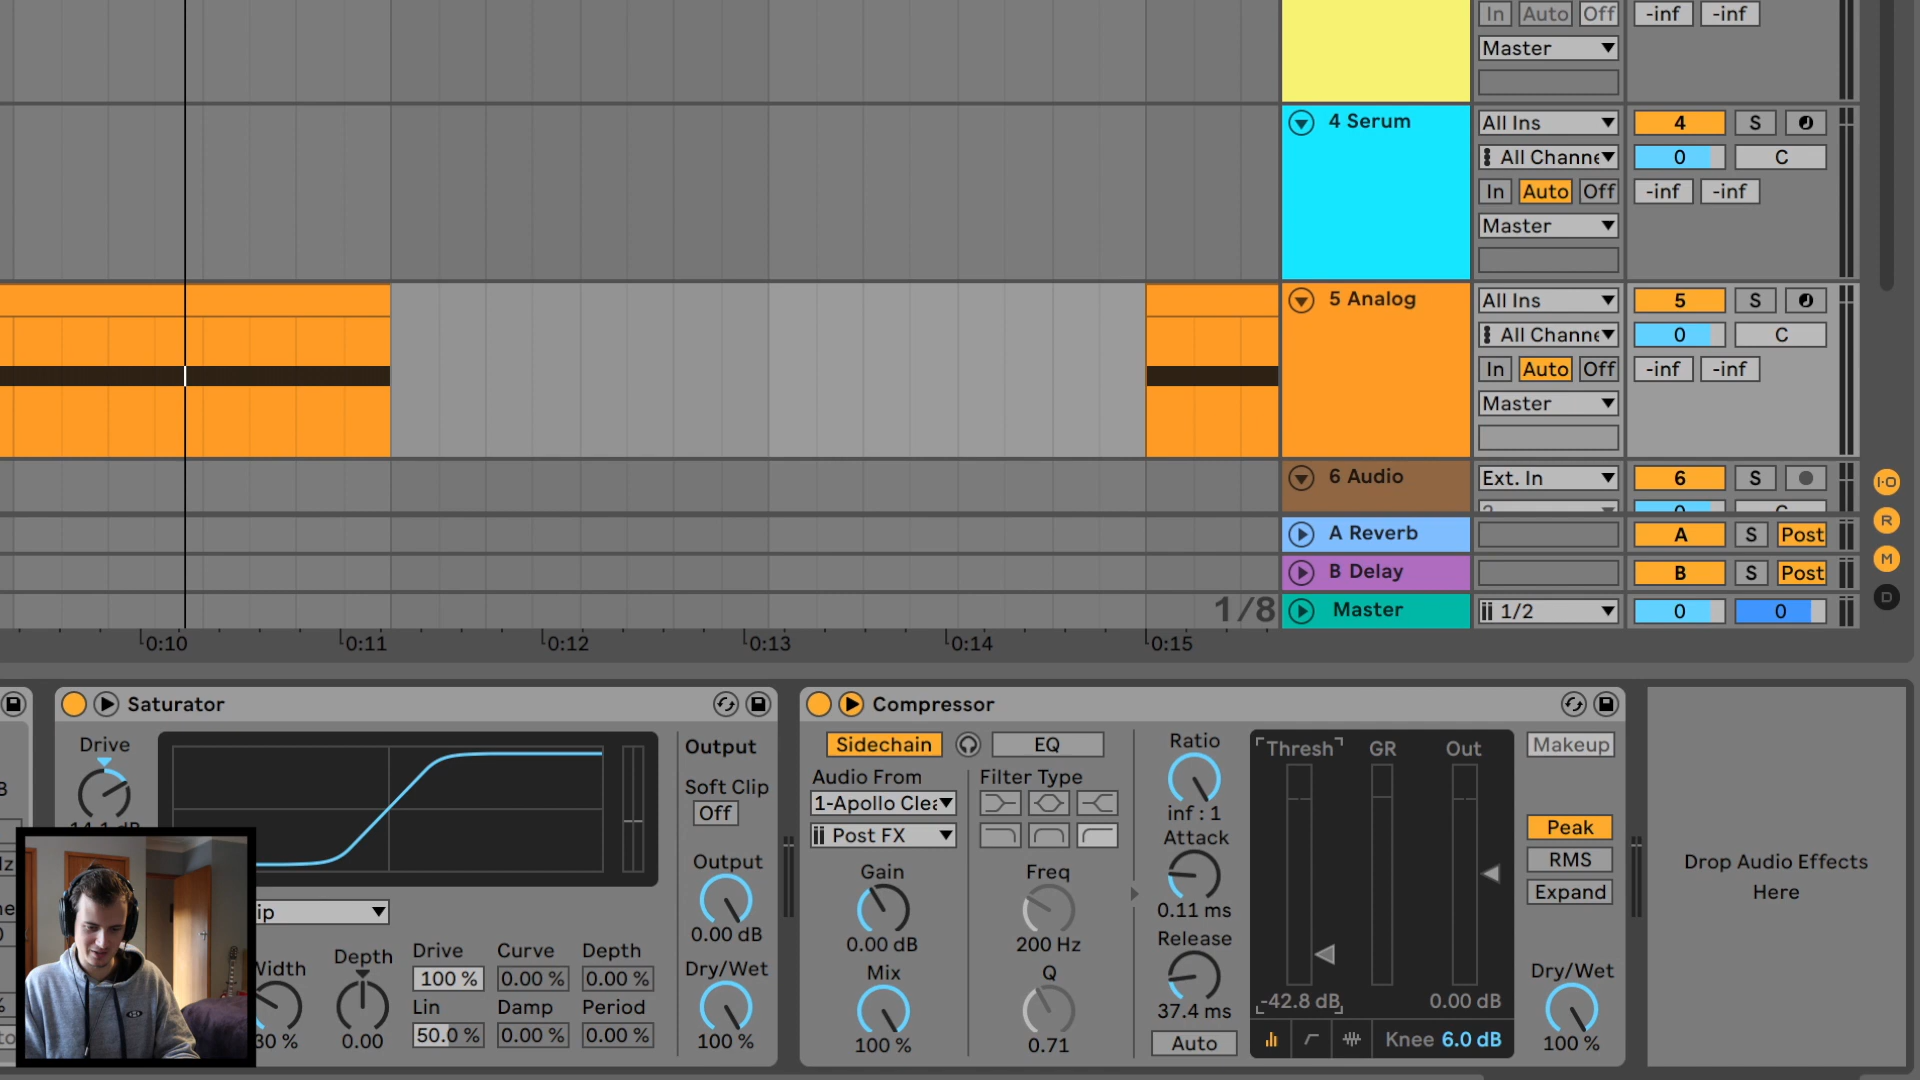 In Auto Off -inf -inf
Master
4 Serum All Ins 4 S
All Channe 0 C
In Auto Off -inf -inf
Master
5 Analog All Ins 5 S
All Channe 0 C
In Auto Off -inf -inf
Master
6 Audio Ext. In 6 S
A Reverb A S Post
B Delay B S Post
1/8 Master 1/2 0 0
I·O
R
M
D
0:10 0:11 0:12 0:13 0:14 0:15
Saturator
Drive
Output
Soft Clip
Off
Output
0.00 dB
Dry/Wet
100 %
Width
30 %
Depth
0.00
Drive Curve Depth
100 % 0.00 % 0.00 %
Lin Damp Period
50.0 % 0.00 % 0.00 %
Compressor
Sidechain EQ
Audio From Filter Type
1-Apollo Clea
Post FX
Gain Freq
0.00 dB 200 Hz
Mix Q
100 % 0.71
Ratio
inf : 1
Attack
0.11 ms
Release
37.4 ms
Auto
Thresh GR Out
-42.8 dB 0.00 dB
Knee 6.0 dB
Makeup
Peak
RMS
Expand
Dry/Wet
100 %
Drop Audio Effects
Here